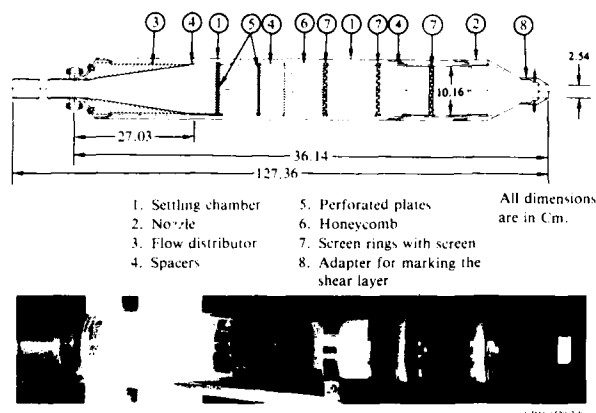 3 4 1 5 4 6 7 1 7 4 7 2 8
2.54
10.16
27.03
36.14
127.36
1. Settling chamber
2. Nozzle
3. Flow distributor
4. Spacers
5. Perforated plates
6. Honeycomb
7. Screen rings with screen
8. Adapter for marking the
shear layer
All dimensions
are in Cm.